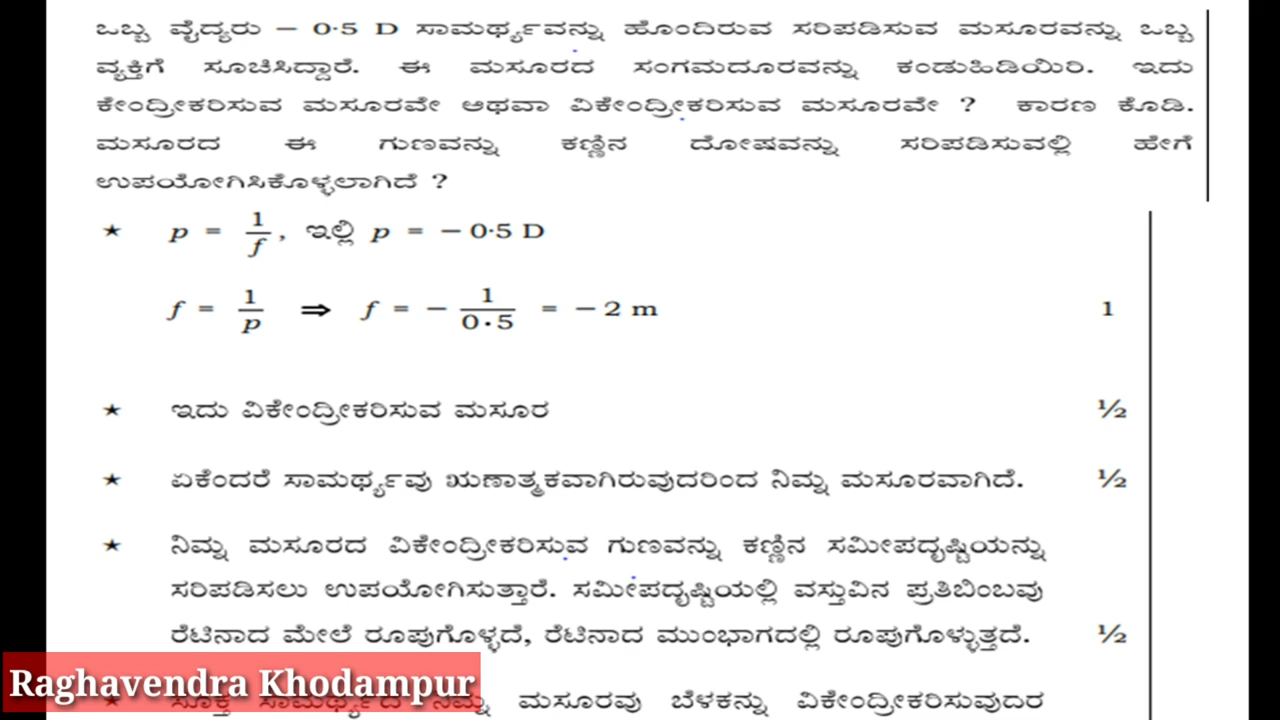 ಒಬ್ಬ ವೈದ್ಯರು – 0·5 D ಸಾಮರ್ಥ್ಯವನ್ನು ಹೊಂದಿರುವ ಸರಿಪಡಿಸುವ ಮಸೂರವನ್ನು ಒಬ್ಬ
ವ್ಯಕ್ತಿಗೆ ಸೂಚಿಸಿದ್ದಾರೆ. ಈ ಮಸೂರದ ಸಂಗಮದೂರವನ್ನು ಕಂಡುಹಿಡಿಯಿರಿ. ಇದು
ಕೇಂದ್ರೀಕರಿಸುವ ಮಸೂರವೇ ಅಥವಾ ವಿಕೇಂದ್ರೀಕರಿಸುವ ಮಸೂರವೇ ? ಕಾರಣ ಕೊಡಿ.
ಮಸೂರದ ಈ ಗುಣವನ್ನು ಕಣ್ಣಿನ ದೋಷವನ್ನು ಸರಿಪಡಿಸುವಲ್ಲಿ ಹೇಗೆ
ಉಪಯೋಗಿಸಿಕೊಳ್ಳಲಾಗಿದೆ ?
★ p = 1/f, ಇಲ್ಲಿ p = – 0·5 D
f = 1/p ⇒ f = – 1/0·5 = – 2 m 1
★ ಇದು ವಿಕೇಂದ್ರೀಕರಿಸುವ ಮಸೂರ ½
★ ಏಕೆಂದರೆ ಸಾಮರ್ಥ್ಯವು ಋಣಾತ್ಮಕವಾಗಿರುವುದರಿಂದ ನಿಮ್ನ ಮಸೂರವಾಗಿದೆ. ½
★ ನಿಮ್ನ ಮಸೂರದ ವಿಕೇಂದ್ರೀಕರಿಸುವ ಗುಣವನ್ನು ಕಣ್ಣಿನ ಸಮೀಪದೃಷ್ಟಿಯನ್ನು
ಸರಿಪಡಿಸಲು ಉಪಯೋಗಿಸುತ್ತಾರೆ. ಸಮೀಪದೃಷ್ಟಿಯಲ್ಲಿ ವಸ್ತುವಿನ ಪ್ರತಿಬಿಂಬವು
ರೆಟಿನಾದ ಮೇಲೆ ರೂಪುಗೊಳ್ಳದೆ, ರೆಟಿನಾದ ಮುಂಭಾಗದಲ್ಲಿ ರೂಪುಗೊಳ್ಳುತ್ತದೆ. ½
Raghavendra Khodampur
★ ಸೂಕ್ತ ಸಾಮರ್ಥ್ಯದ ನಿಮ್ನ ಮಸೂರವು ಬೆಳಕನ್ನು ವಿಕೇಂದ್ರೀಕರಿಸುವುದರ